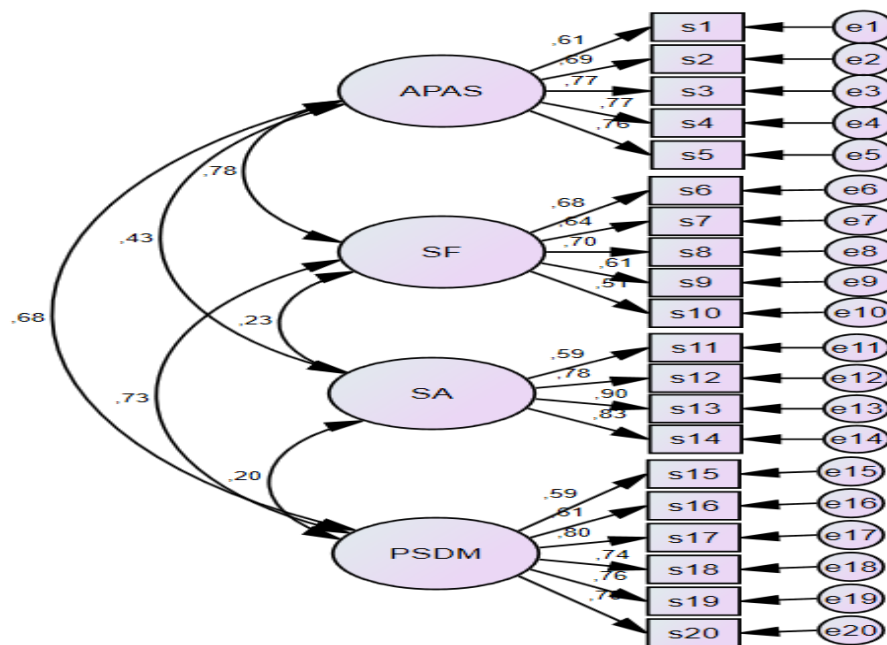 ,61 s1 e1
,69 s2 e2
APAS ,77 s3 e3
,77 s4 e4
,76 s5 e5
,78
,68 s6 e6
,64 s7 e7
,43 SF ,70 s8 e8
,61 s9 e9
,51 s10 e10
,68 ,23
,59 s11 e11
,78 s12 e12
,73 SA ,90 s13 e13
,83 s14 e14
,20
,59 s15 e15
,61 s16 e16
,80 s17 e17
PSDM ,74 s18 e18
,76 s19 e19
s20 e20